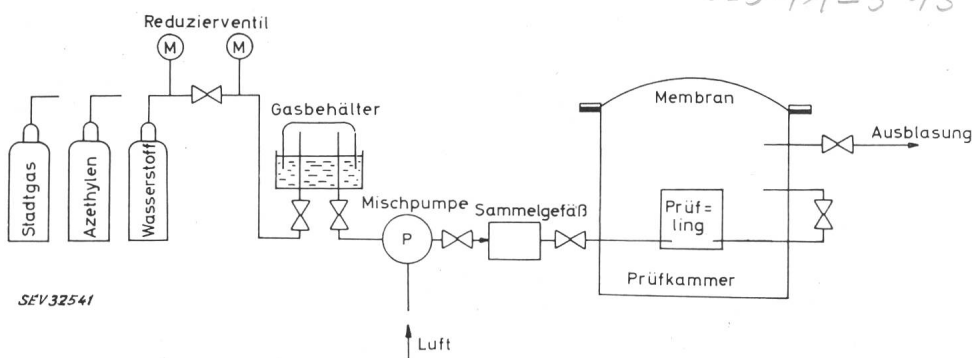 Reduzierventil
M
M
Gasbehälter
Membran
Ausblasung
Stadtgas
Azethylen
Wasserstoff
Mischpumpe
Sammelgefäß
P
Prüf=
ling
Prüfkammer
SEV32541
Luft